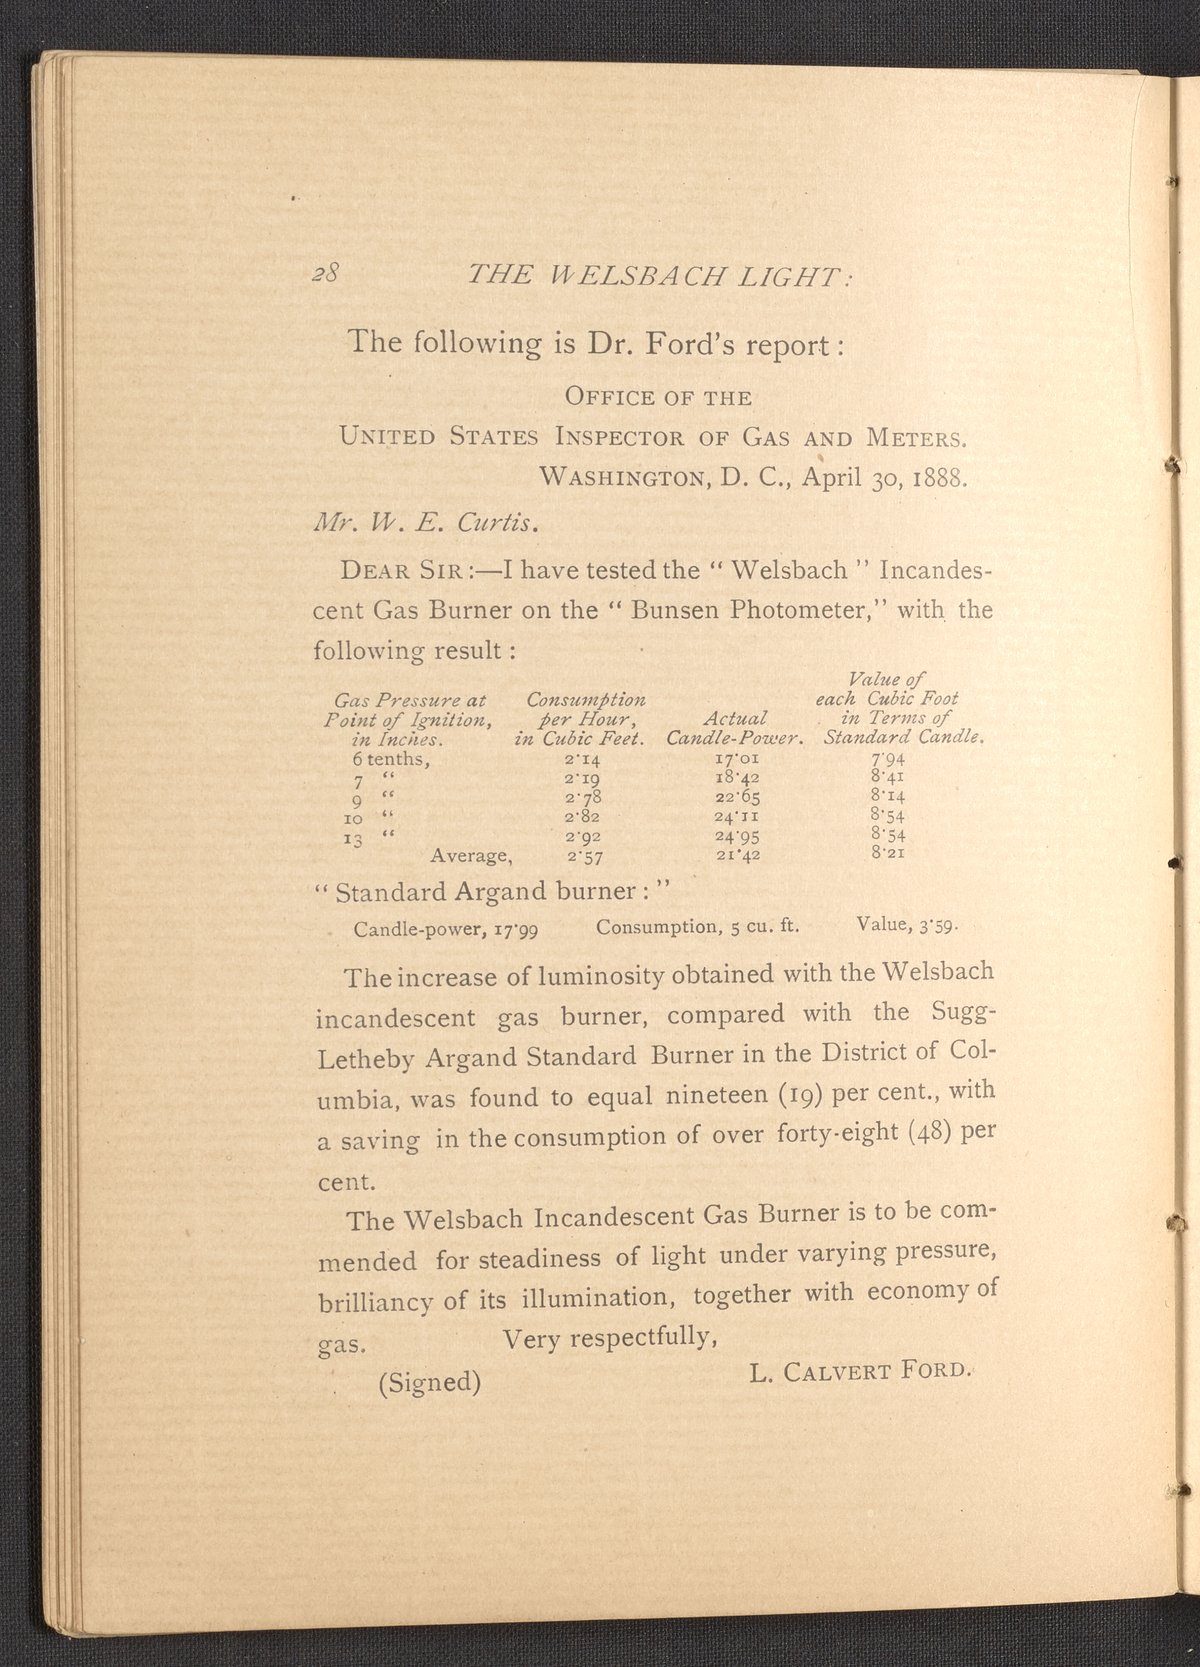 28 THE WELSBACH LIGHT:
The following is Dr. Ford's report:
OFFICE OF THE
UNITED STATES INSPECTOR OF GAS AND METERS.
WASHINGTON, D. C., April 30, 1888.
Mr. W. E. Curtis.
DEAR SIR:—I have tested the “ Welsbach ” Incandes-
cent Gas Burner on the “ Bunsen Photometer,” with the
following result :
Value of
Gas Pressure at Consumption each Cubic Foot
Point of Ignition, per Hour, Actual in Terms of
in Inches. in Cubic Feet. Candle-Power. Standard Candle.
6 tenths, 2·14 17·01 7·94
7 “ 2·19 18·42 8·41
9 “ 2·78 22·65 8·14
10 “ 2·82 24·11 8·54
13 “ 2·92 24·95 8·54
Average, 2·57 21·42 8·21
“ Standard Argand burner : ”
Candle-power, 17·99 Consumption, 5 cu. ft. Value, 3·59.
The increase of luminosity obtained with the Welsbach
incandescent gas burner, compared with the Sugg-
Letheby Argand Standard Burner in the District of Col-
umbia, was found to equal nineteen (19) per cent., with
a saving in the consumption of over forty-eight (48) per
cent.
The Welsbach Incandescent Gas Burner is to be com-
mended for steadiness of light under varying pressure,
brilliancy of its illumination, together with economy of
gas. Very respectfully,
(Signed) L. CALVERT FORD.